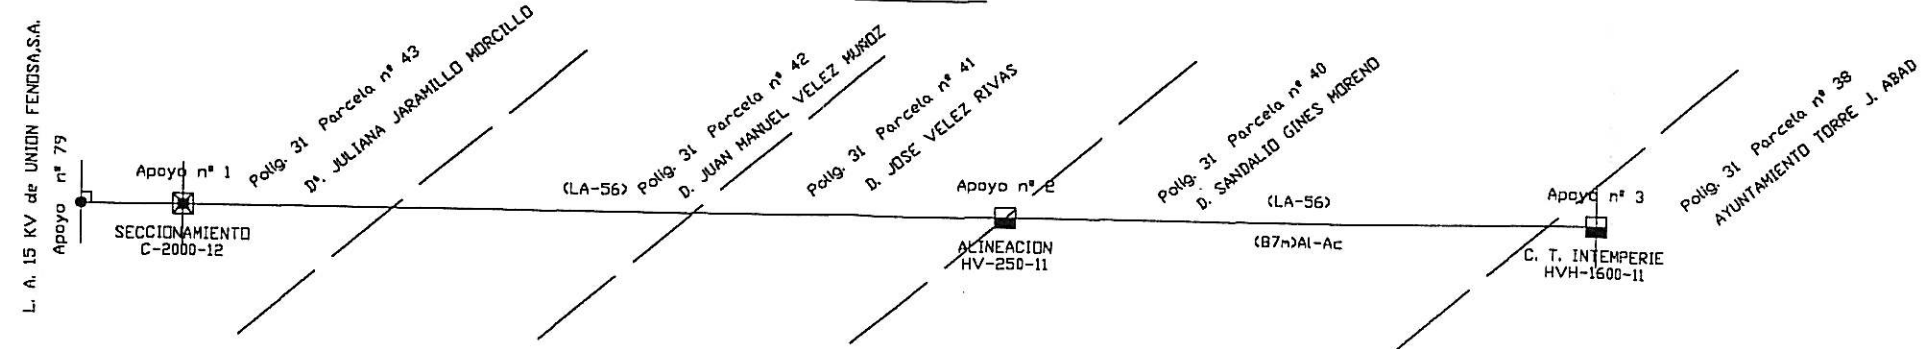 L. A. 15 KV de UNION FENOSA,S.A.
Apoyo nº 79
Apoyo nº 1
SECCIONAMIENTO
C-2000-12
Polig. 31 Parcela nº 43
Dª. JULIANA JARAMILLO MORCILLO
(LA-56)
Polig. 31 Parcela nº 42
D. JUAN MANUEL VELEZ MUÑOZ
Polig. 31 Parcela nº 41
D. JOSE VELEZ RIVAS
Apoyo nº 2
ALINEACION
HV-250-11
Polig. 31 Parcela nº 40
D. SANDALIO GINES MORENO
(LA-56)
(87m)Al-Ac
Apoyo nº 3
C. T. INTEMPERIE
HVH-1600-11
Polig. 31 Parcela nº 38
AYUNTAMIENTO TORRE J. ABAD